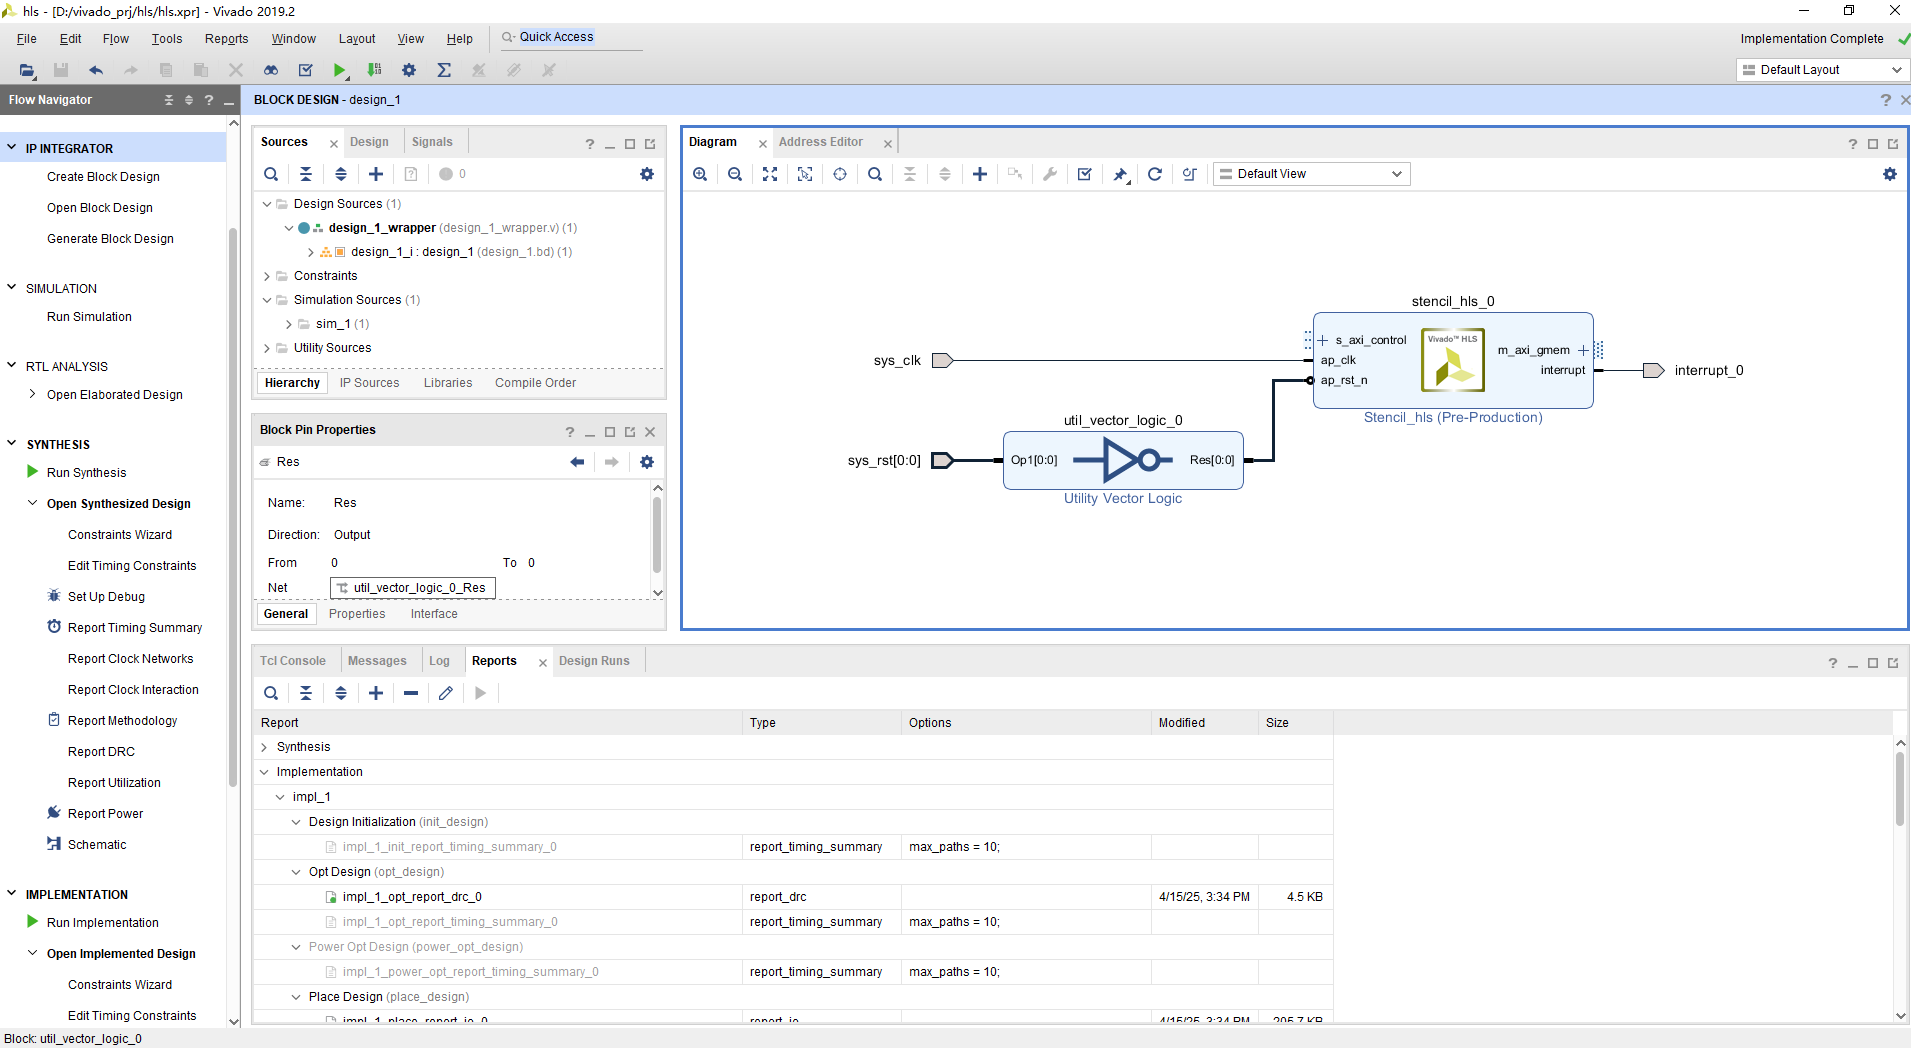 hls - [D:/vivado_prj/hls/hls.xpr] - Vivado 2019.2
File Edit Flow Tools Reports Window Layout View Help Quick Access
Implementation Complete
Default Layout
Flow Navigator
IP INTEGRATOR
Create Block Design
Open Block Design
Generate Block Design
SIMULATION
Run Simulation
RTL ANALYSIS
Open Elaborated Design
SYNTHESIS
Run Synthesis
Open Synthesized Design
Constraints Wizard
Edit Timing Constraints
Set Up Debug
Report Timing Summary
Report Clock Networks
Report Clock Interaction
Report Methodology
Report DRC
Report Utilization
Report Power
Schematic
IMPLEMENTATION
Run Implementation
Open Implemented Design
Constraints Wizard
Edit Timing Constraints
BLOCK DESIGN - design_1
Sources Design Signals
0
Design Sources (1)
design_1_wrapper (design_1_wrapper.v) (1)
design_1_i : design_1 (design_1.bd) (1)
Constraints
Simulation Sources (1)
sim_1 (1)
Utility Sources
Hierarchy IP Sources Libraries Compile Order
Block Pin Properties
Res
Name: Res
Direction: Output
From 0 To 0
Net util_vector_logic_0_Res
General Properties Interface
Diagram Address Editor
Default View
stencil_hls_0
s_axi_control
ap_clk
ap_rst_n
Vivado™ HLS
m_axi_gmem
interrupt
Stencil_hls (Pre-Production)
sys_clk
interrupt_0
util_vector_logic_0
sys_rst[0:0]
Op1[0:0]
Res[0:0]
Utility Vector Logic
Tcl Console Messages Log Reports Design Runs
Report Type Options Modified Size
Synthesis
Implementation
impl_1
Design Initialization (init_design)
impl_1_init_report_timing_summary_0 report_timing_summary max_paths = 10;
Opt Design (opt_design)
impl_1_opt_report_drc_0 report_drc 4/15/25, 3:34 PM 4.5 KB
impl_1_opt_report_timing_summary_0 report_timing_summary max_paths = 10;
Power Opt Design (power_opt_design)
impl_1_power_opt_report_timing_summary_0 report_timing_summary max_paths = 10;
Place Design (place_design)
impl_1_place_report_io_0 report_io 4/15/25, 3:34 PM 205.7 KB
Block: util_vector_logic_0